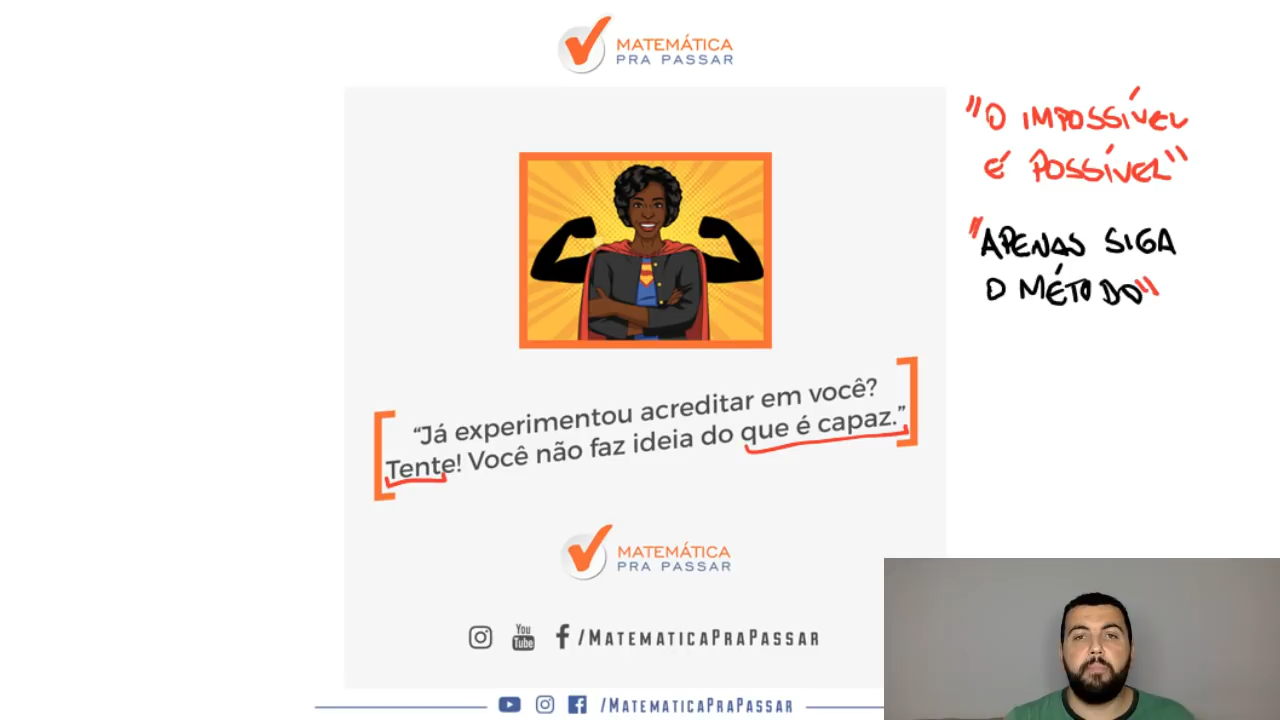 MATEMÁTICA
PRA PASSAR
"O IMPOSSÍVEL
É POSSÍVEL"
"APENAS SIGA
O MÉTODO"
“Já experimentou acreditar em você?
Tente! Você não faz ideia do que é capaz.”
MATEMÁTICA
PRA PASSAR
You
Tube
/MATEMATICAPRAPASSAR
/MATEMATICAPRAPASSAR